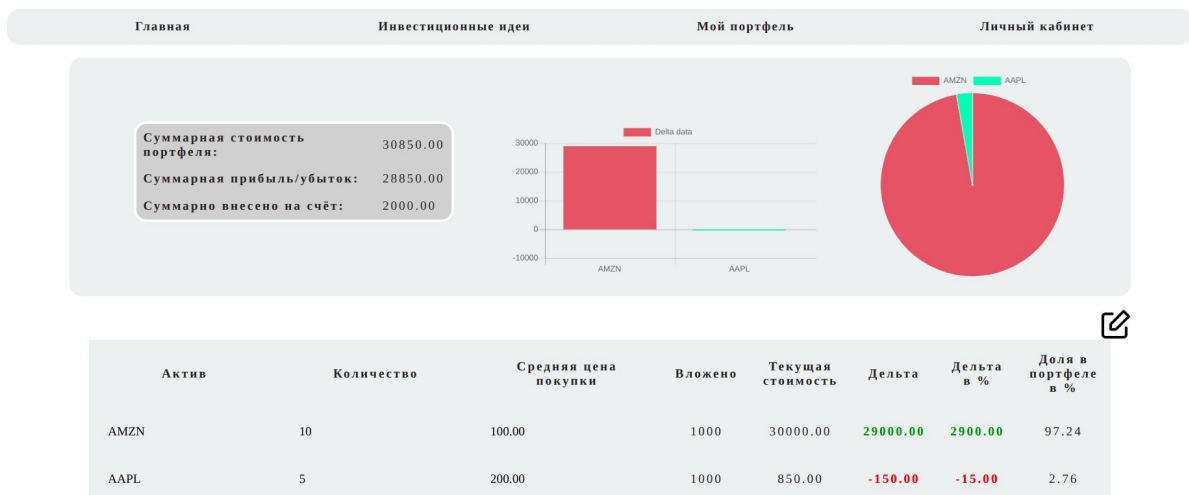 Главная Инвестиционные идеи Мой портфель Личный кабинет
Суммарная стоимость
портфеля: 30850.00
Суммарная прибыль/убыток: 28850.00
Суммарно внесено на счёт: 2000.00
Delta data
30000
20000
10000
0
-10000
AMZN AAPL
AMZN AAPL
Актив Количество Средняя цена покупки Вложено Текущая стоимость Дельта Дельта в % Доля в портфеле в %
AMZN 10 100.00 1000 30000.00 29000.00 2900.00 97.24
AAPL 5 200.00 1000 850.00 -150.00 -15.00 2.76